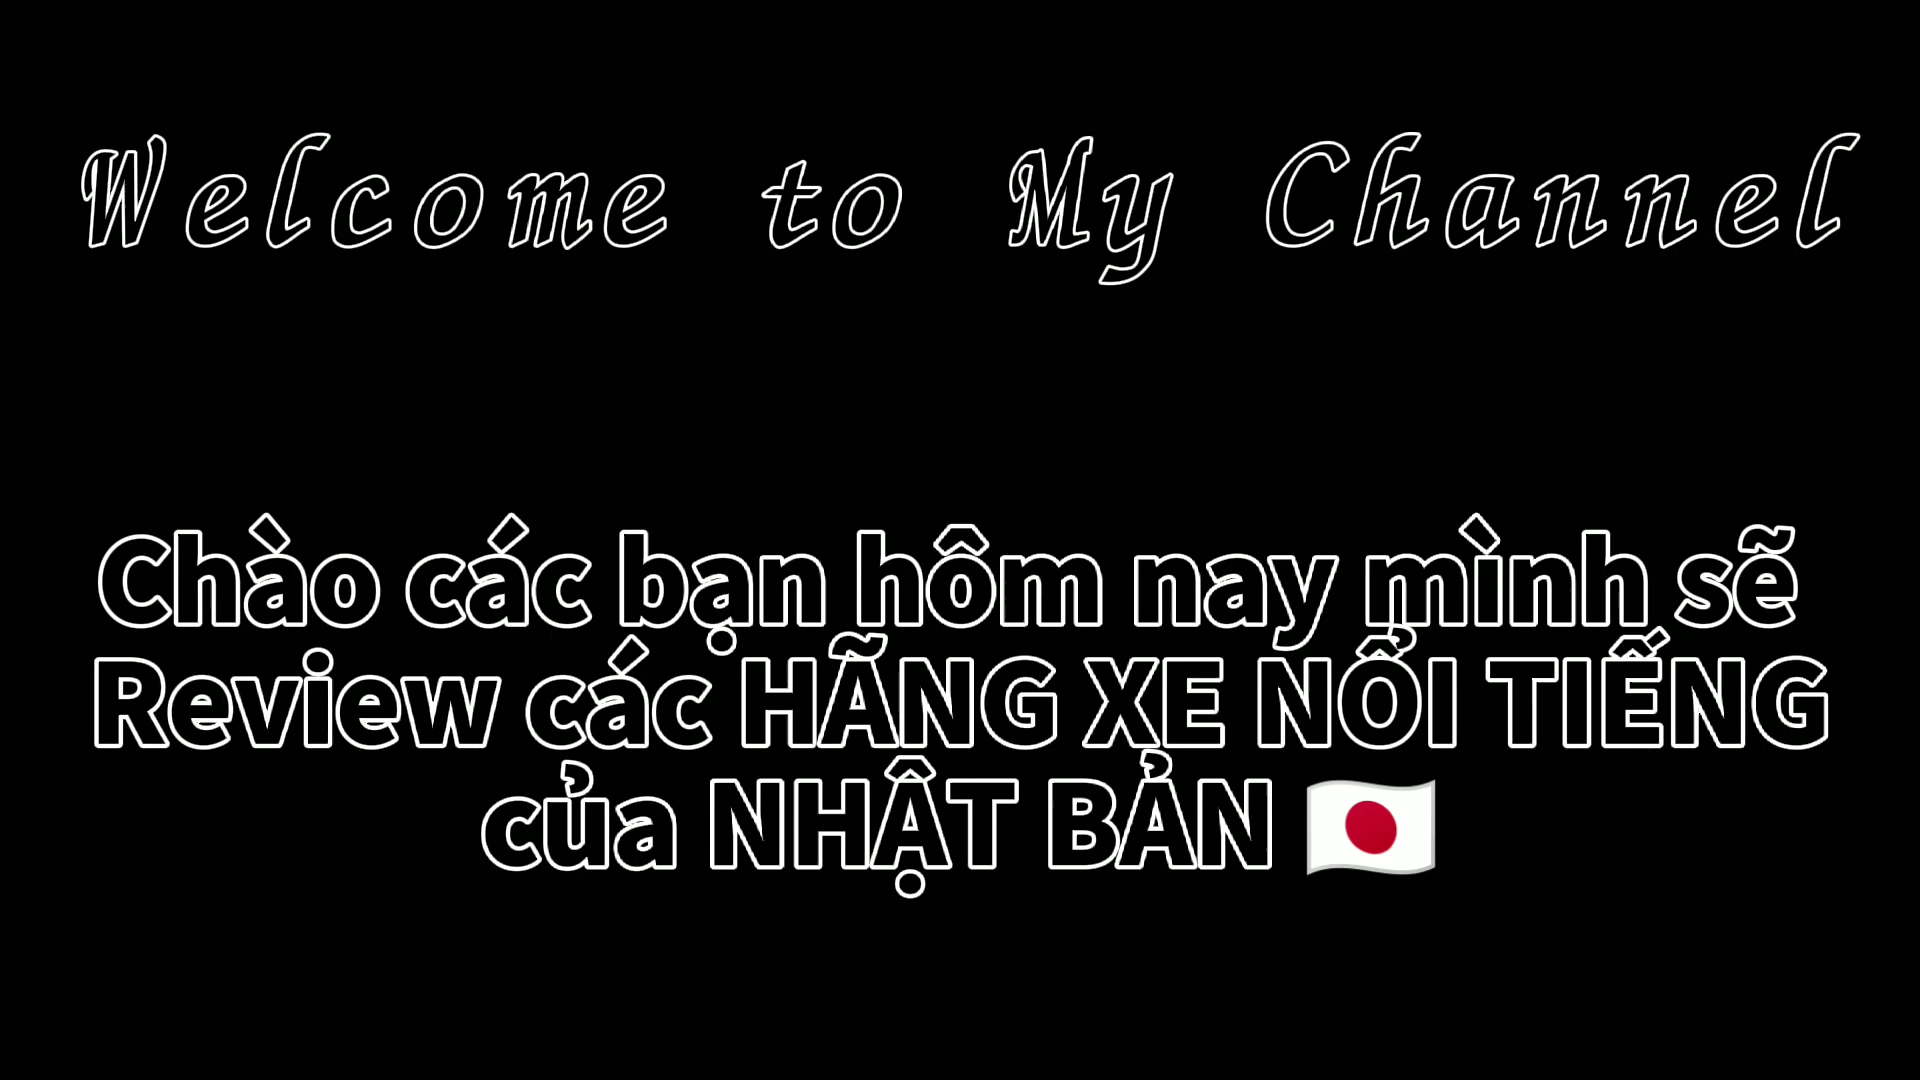 Welcome to My Channel
Chào các bạn hôm nay mình sẽ
Review các HÃNG XE NỔI TIẾNG
của NHẬT BẢN 🇯🇵